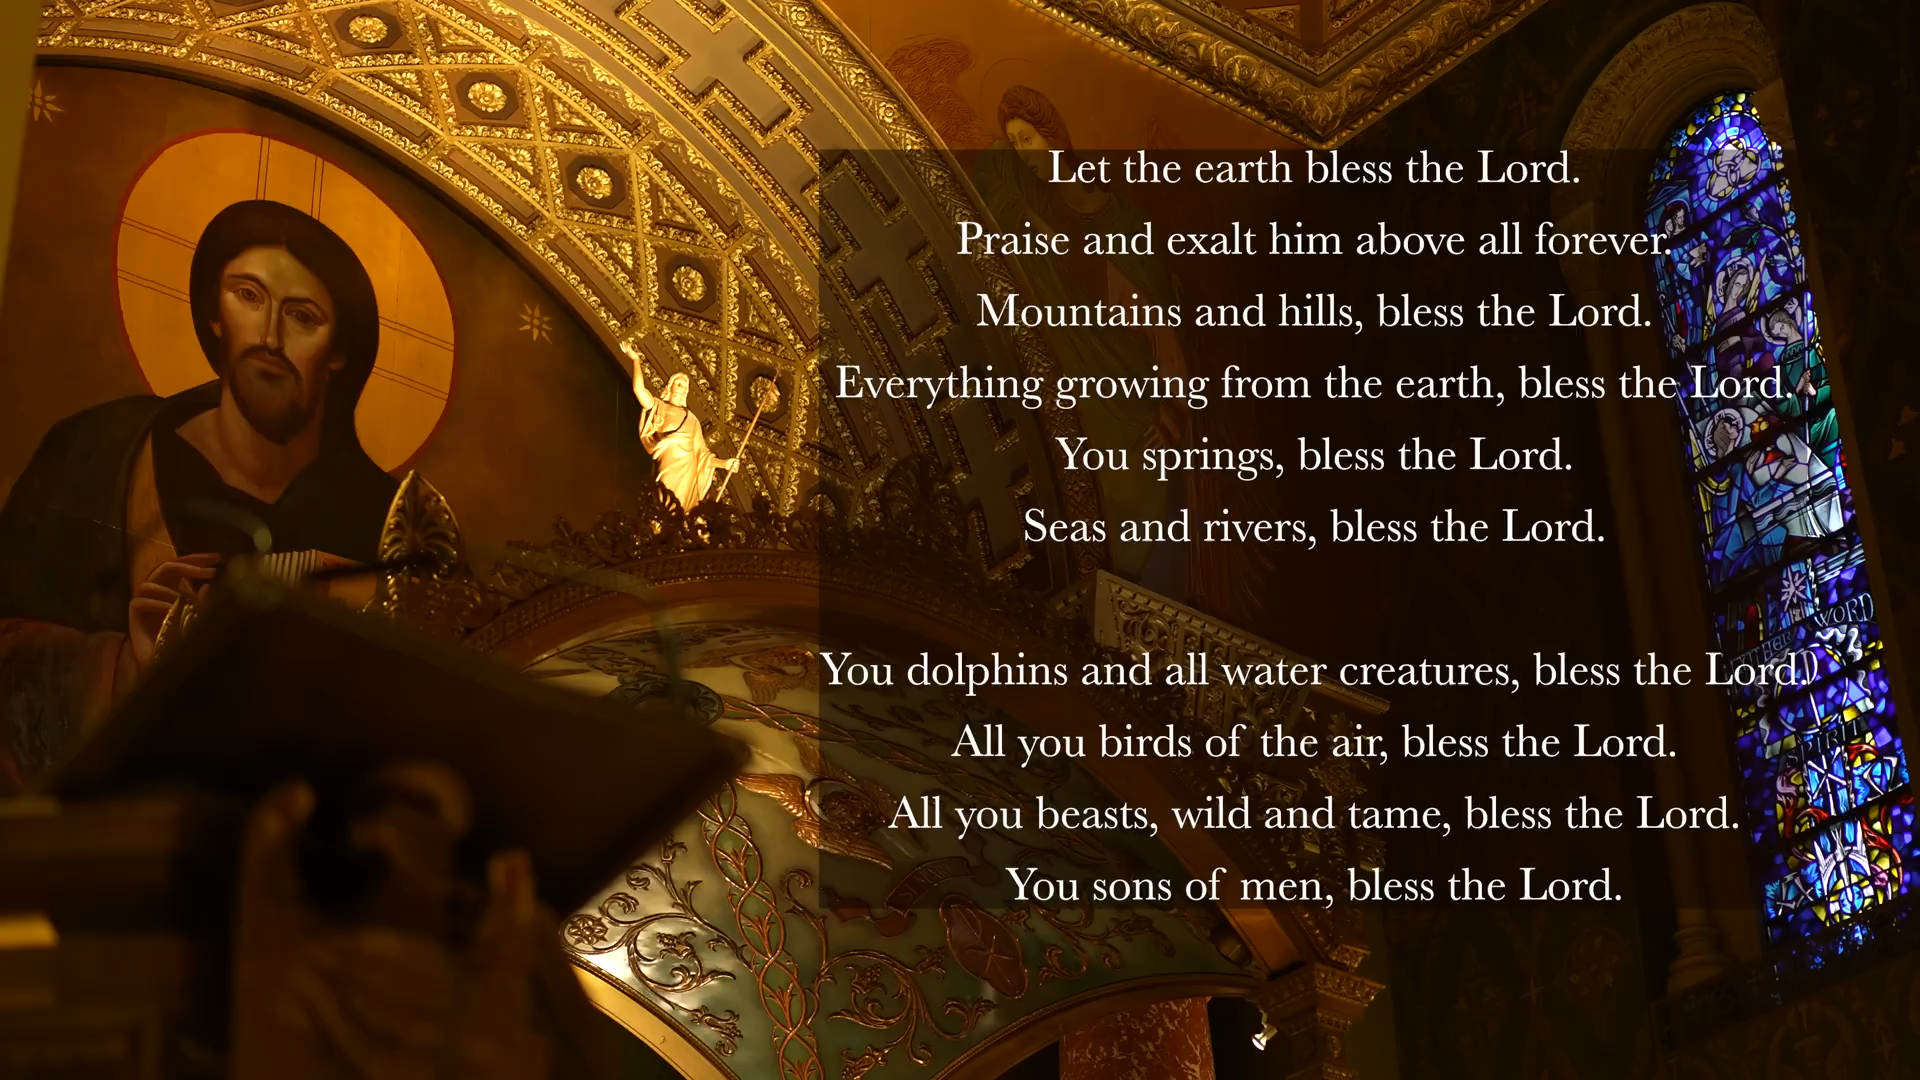 Let the earth bless the Lord.
Praise and exalt him above all forever.
Mountains and hills, bless the Lord.
Everything growing from the earth, bless the Lord.
You springs, bless the Lord.
Seas and rivers, bless the Lord.
You dolphins and all water creatures, bless the Lord.
All you birds of the air, bless the Lord.
All you beasts, wild and tame, bless the Lord.
You sons of men, bless the Lord.
WORD